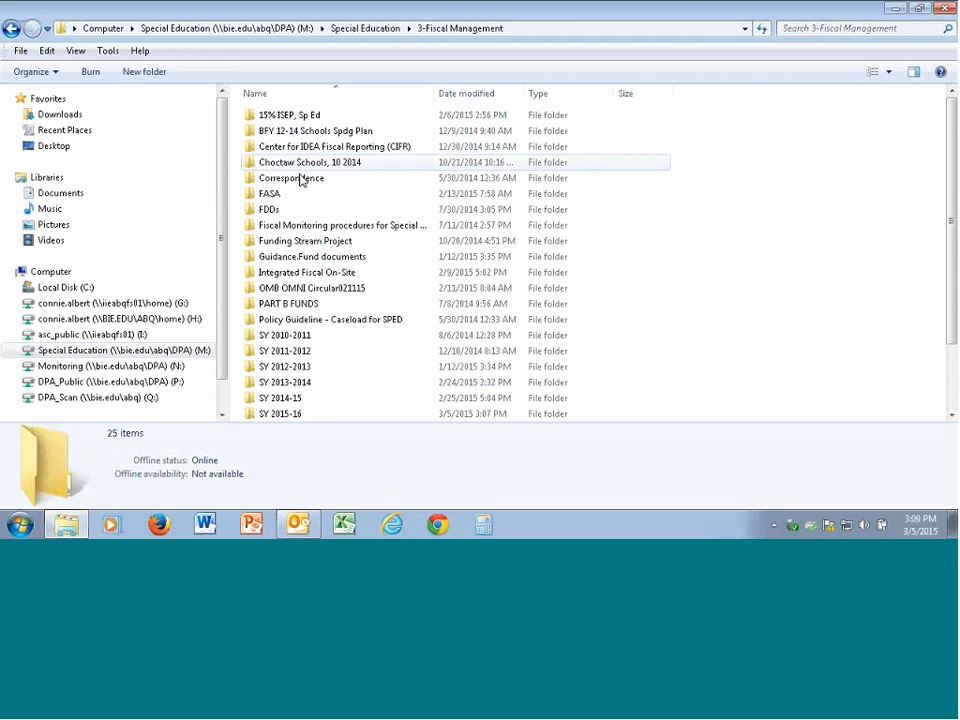 Computer Special Education (\\bie.edu\abq\DPA) (M:) Special Education 3-Fiscal Management Search 3-Fiscal Management
File Edit View Tools Help
Organize Burn New folder
Favorites
Downloads
Recent Places
Desktop
Libraries
Documents
Music
Pictures
Videos
Computer
Local Disk (C:)
connie.albert (\\iieabqfs01\home) (G:)
connie.albert (\\BIE.EDU\ABQ\home) (H:)
asc_public (\\iieabqfs01) (I:)
Special Education (\\bie.edu\abq\DPA) (M:)
Monitoring (\\bie.edu\abq\DPA) (N:)
DPA_Public (\\bie.edu\abq\DPA) (P:)
DPA_Scan (\\bie.edu\abq) (Q:)
Name Date modified Type Size
15% ISEP, Sp Ed 2/6/2015 2:56 PM File folder
BFY 12-14 Schools Spdg Plan 12/9/2014 9:40 AM File folder
Center for IDEA Fiscal Reporting (CIFR) 12/30/2014 9:14 AM File folder
Choctaw Schools, 10 2014 10/21/2014 10:16 ... File folder
Correspondence 5/30/2014 12:36 AM File folder
FASA 2/13/2015 7:58 AM File folder
FDDs 7/30/2014 3:05 PM File folder
Fiscal Monitoring procedures for Special ... 7/11/2014 2:57 PM File folder
Funding Stream Project 10/20/2014 4:51 PM File folder
Guidance.Fund documents 1/12/2015 3:35 PM File folder
Integrated Fiscal On-Site 2/9/2015 5:02 PM File folder
OMB OMNI Circular021115 2/11/2015 8:04 AM File folder
PART B FUNDS 7/8/2014 9:56 AM File folder
Policy Guideline - Caseload for SPED 5/30/2014 12:33 AM File folder
SY 2010-2011 8/6/2014 12:28 PM File folder
SY 2011-2012 12/10/2014 8:13 AM File folder
SY 2012-2013 1/12/2015 3:34 PM File folder
SY 2013-2014 2/24/2015 2:32 PM File folder
SY 2014-15 2/25/2015 5:04 PM File folder
SY 2015-16 3/5/2015 3:07 PM File folder
25 items
Offline status: Online
Offline availability: Not available
3:09 PM
3/5/2015